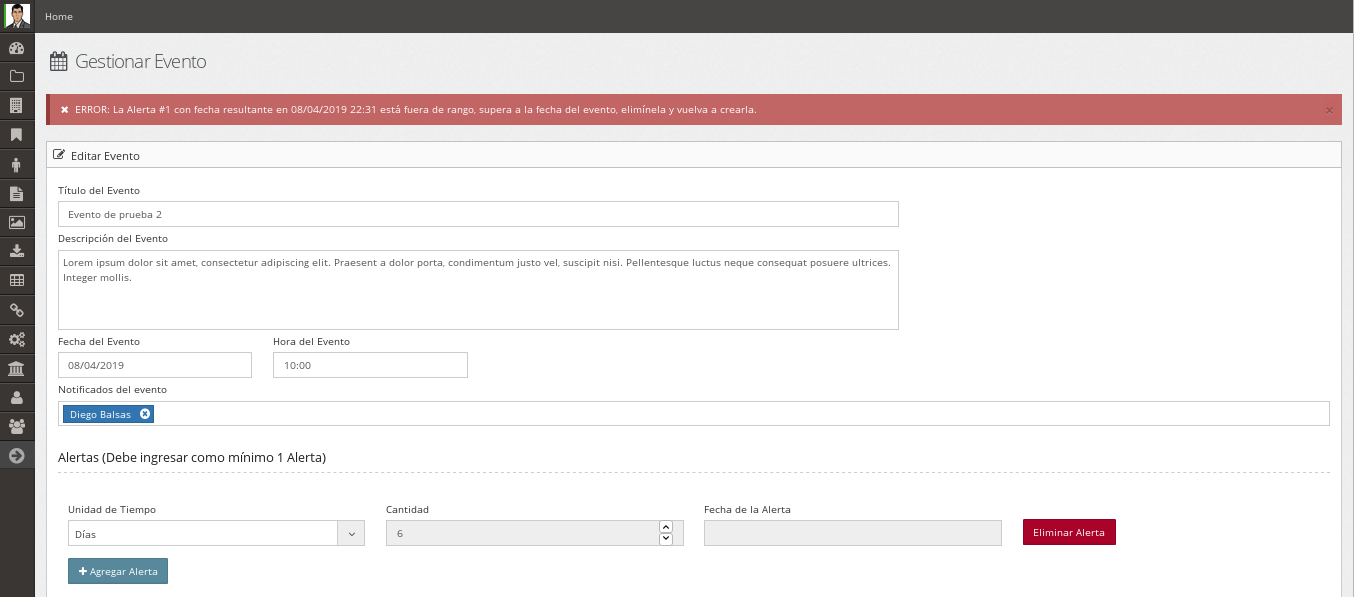 Home
Gestionar Evento
ERROR: La Alerta #1 con fecha resultante en 08/04/2019 22:31 está fuera de rango, supera a la fecha del evento, elimínela y vuelva a crearla.
Editar Evento
Título del Evento
Evento de prueba 2
Descripción del Evento
Lorem ipsum dolor sit amet, consectetur adipiscing elit. Praesent a dolor porta, condimentum justo vel, suscipit nisi. Pellentesque luctus neque consequat posuere ultrices.
Integer mollis.
Fecha del Evento Hora del Evento
08/04/2019 10:00
Notificados del evento
Diego Balsas
Alertas (Debe ingresar como mínimo 1 Alerta)
Unidad de Tiempo Cantidad Fecha de la Alerta
Días 6 Eliminar Alerta
Agregar Alerta